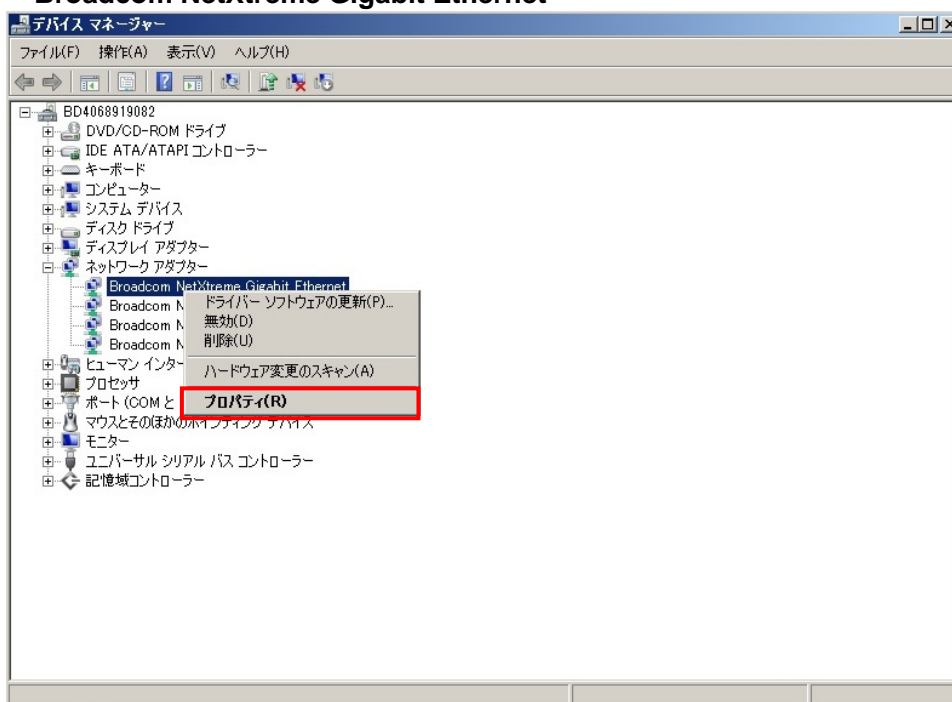 Broadcom NetXtreme Gigabit Ethernet
デバイス マネージャー
ファイル(F) 操作(A) 表示(V) ヘルプ(H)
BD4068919082
DVD/CD-ROM ドライブ
IDE ATA/ATAPI コントローラー
キーボード
コンピューター
システム デバイス
ディスク ドライブ
ディスプレイ アダプター
ネットワーク アダプター
Broadcom NetXtreme Gigabit Ethernet
Broadcom N
Broadcom N
Broadcom N
ドライバー ソフトウェアの更新(P)...
無効(D)
削除(U)
ハードウェア変更のスキャン(A)
プロパティ(R)
ヒューマン インター
プロセッサ
ポート (COM と
マウスとそのほかのポインティング デバイス
モニター
ユニバーサル シリアル バス コントローラー
記憶域コントローラー